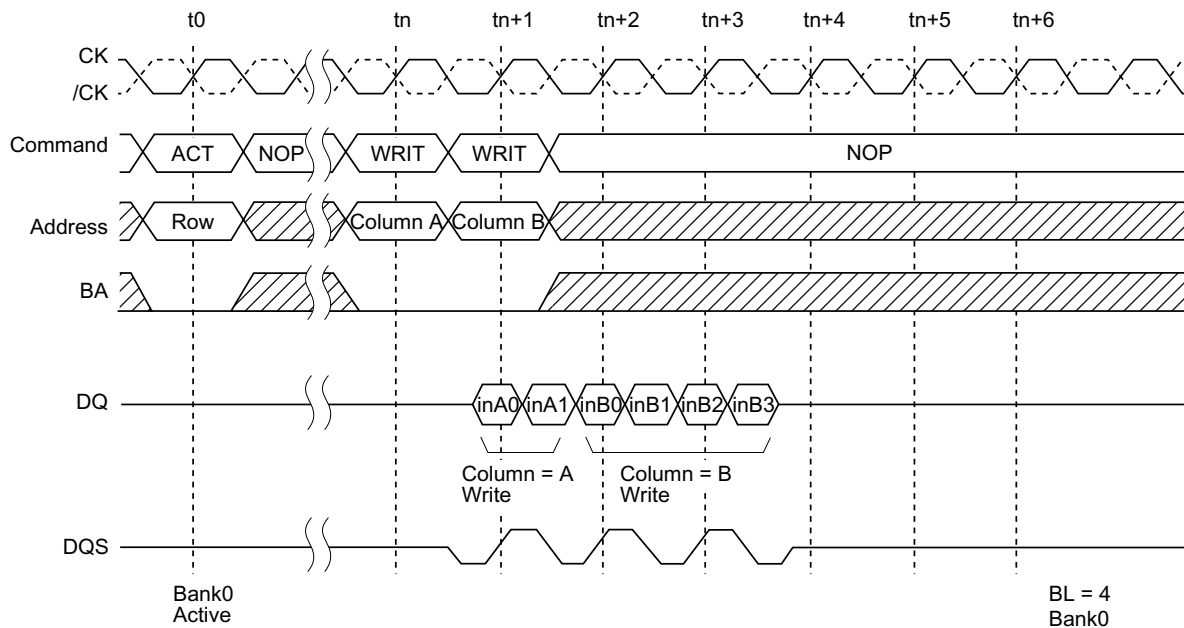 t0 tn tn+1 tn+2 tn+3 tn+4 tn+5 tn+6
CK
/CK
Command ACT NOP WRIT WRIT NOP
Address Row Column A Column B
BA
DQ inA0 inA1 inB0 inB1 inB2 inB3
Column = A Column = B
Write Write
DQS
Bank0 BL = 4
Active Bank0